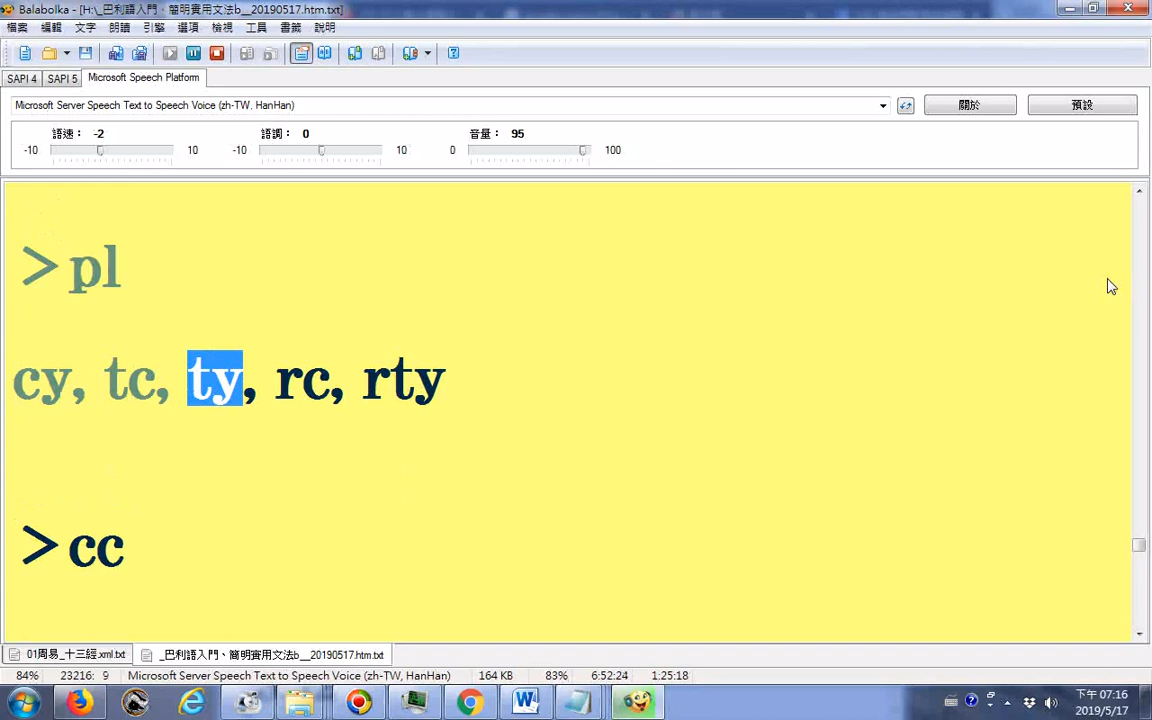 Balabolka - [H:\_巴利語入門、簡明實用文法b__20190517.htm.txt]
檔案 編輯 文字 朗讀 引擎 選項 檢視 工具 書籤 說明
SAPI 4 SAPI 5 Microsoft Speech Platform
Microsoft Server Speech Text to Speech Voice (zh-TW, HanHan) 關於 預設
語速： -2 語調： 0 音量： 95
-10 10 -10 10 0 100
>pl
cy, tc, ty, rc, rty
>cc
01周易_十三經.xml.txt _巴利語入門、簡明實用文法b__20190517.htm.txt
84% 23216: 9 Microsoft Server Speech Text to Speech Voice (zh-TW, HanHan) 164 KB 83% 6:52:24 1:25:18
下午 07:16
2019/5/17